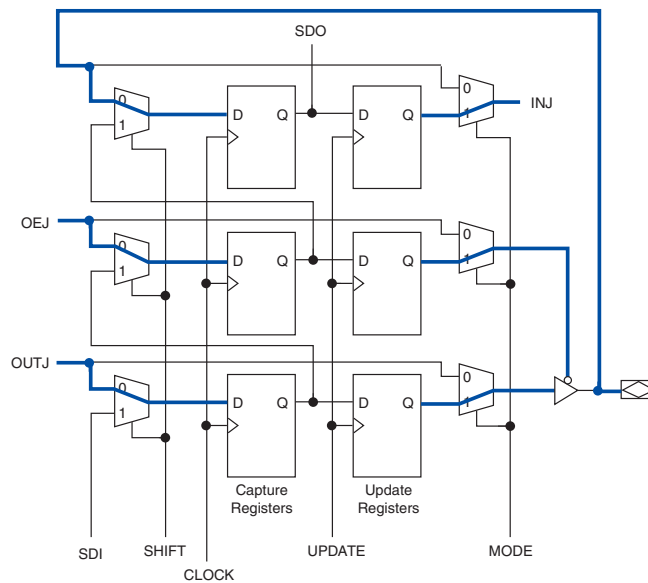 SDO
0
1
D Q
D Q
0
1
INJ
OEJ
0
1
D Q
D Q
0
1
OUTJ
0
1
D Q
D Q
0
1
Capture
Registers
Update
Registers
SDI
SHIFT
CLOCK
UPDATE
MODE